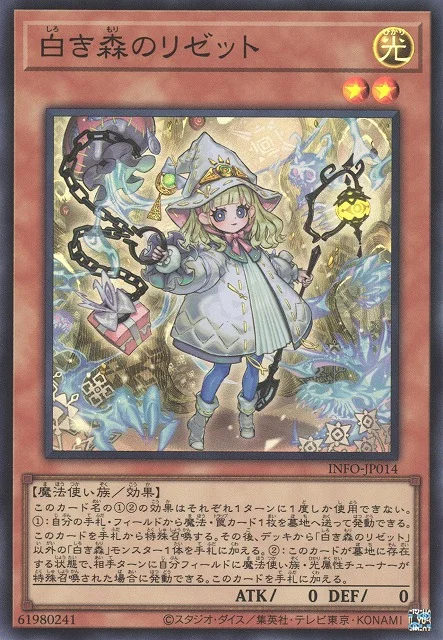 白き森のリゼット
光
INFO-JP014
【魔法使い族/効果】
このカード名の①②の効果はそれぞれ1ターンに1度しか使用できない。
①:自分の手札・フィールドから魔法・罠カード1枚を墓地へ送って発動できる。
このカードを手札から特殊召喚する。その後、デッキから「白き森のリゼット」
以外の「白き森」モンスター1体を手札に加える。②:このカードが墓地に存在
する状態で、相手ターンに自分フィールドに魔法使い族・光属性チューナーが
特殊召喚された場合に発動できる。このカードを手札に加える。
ATK/ 0 DEF/ 0
61980241 ©スタジオ・ダイス/集英社・テレビ東京・KONAMI